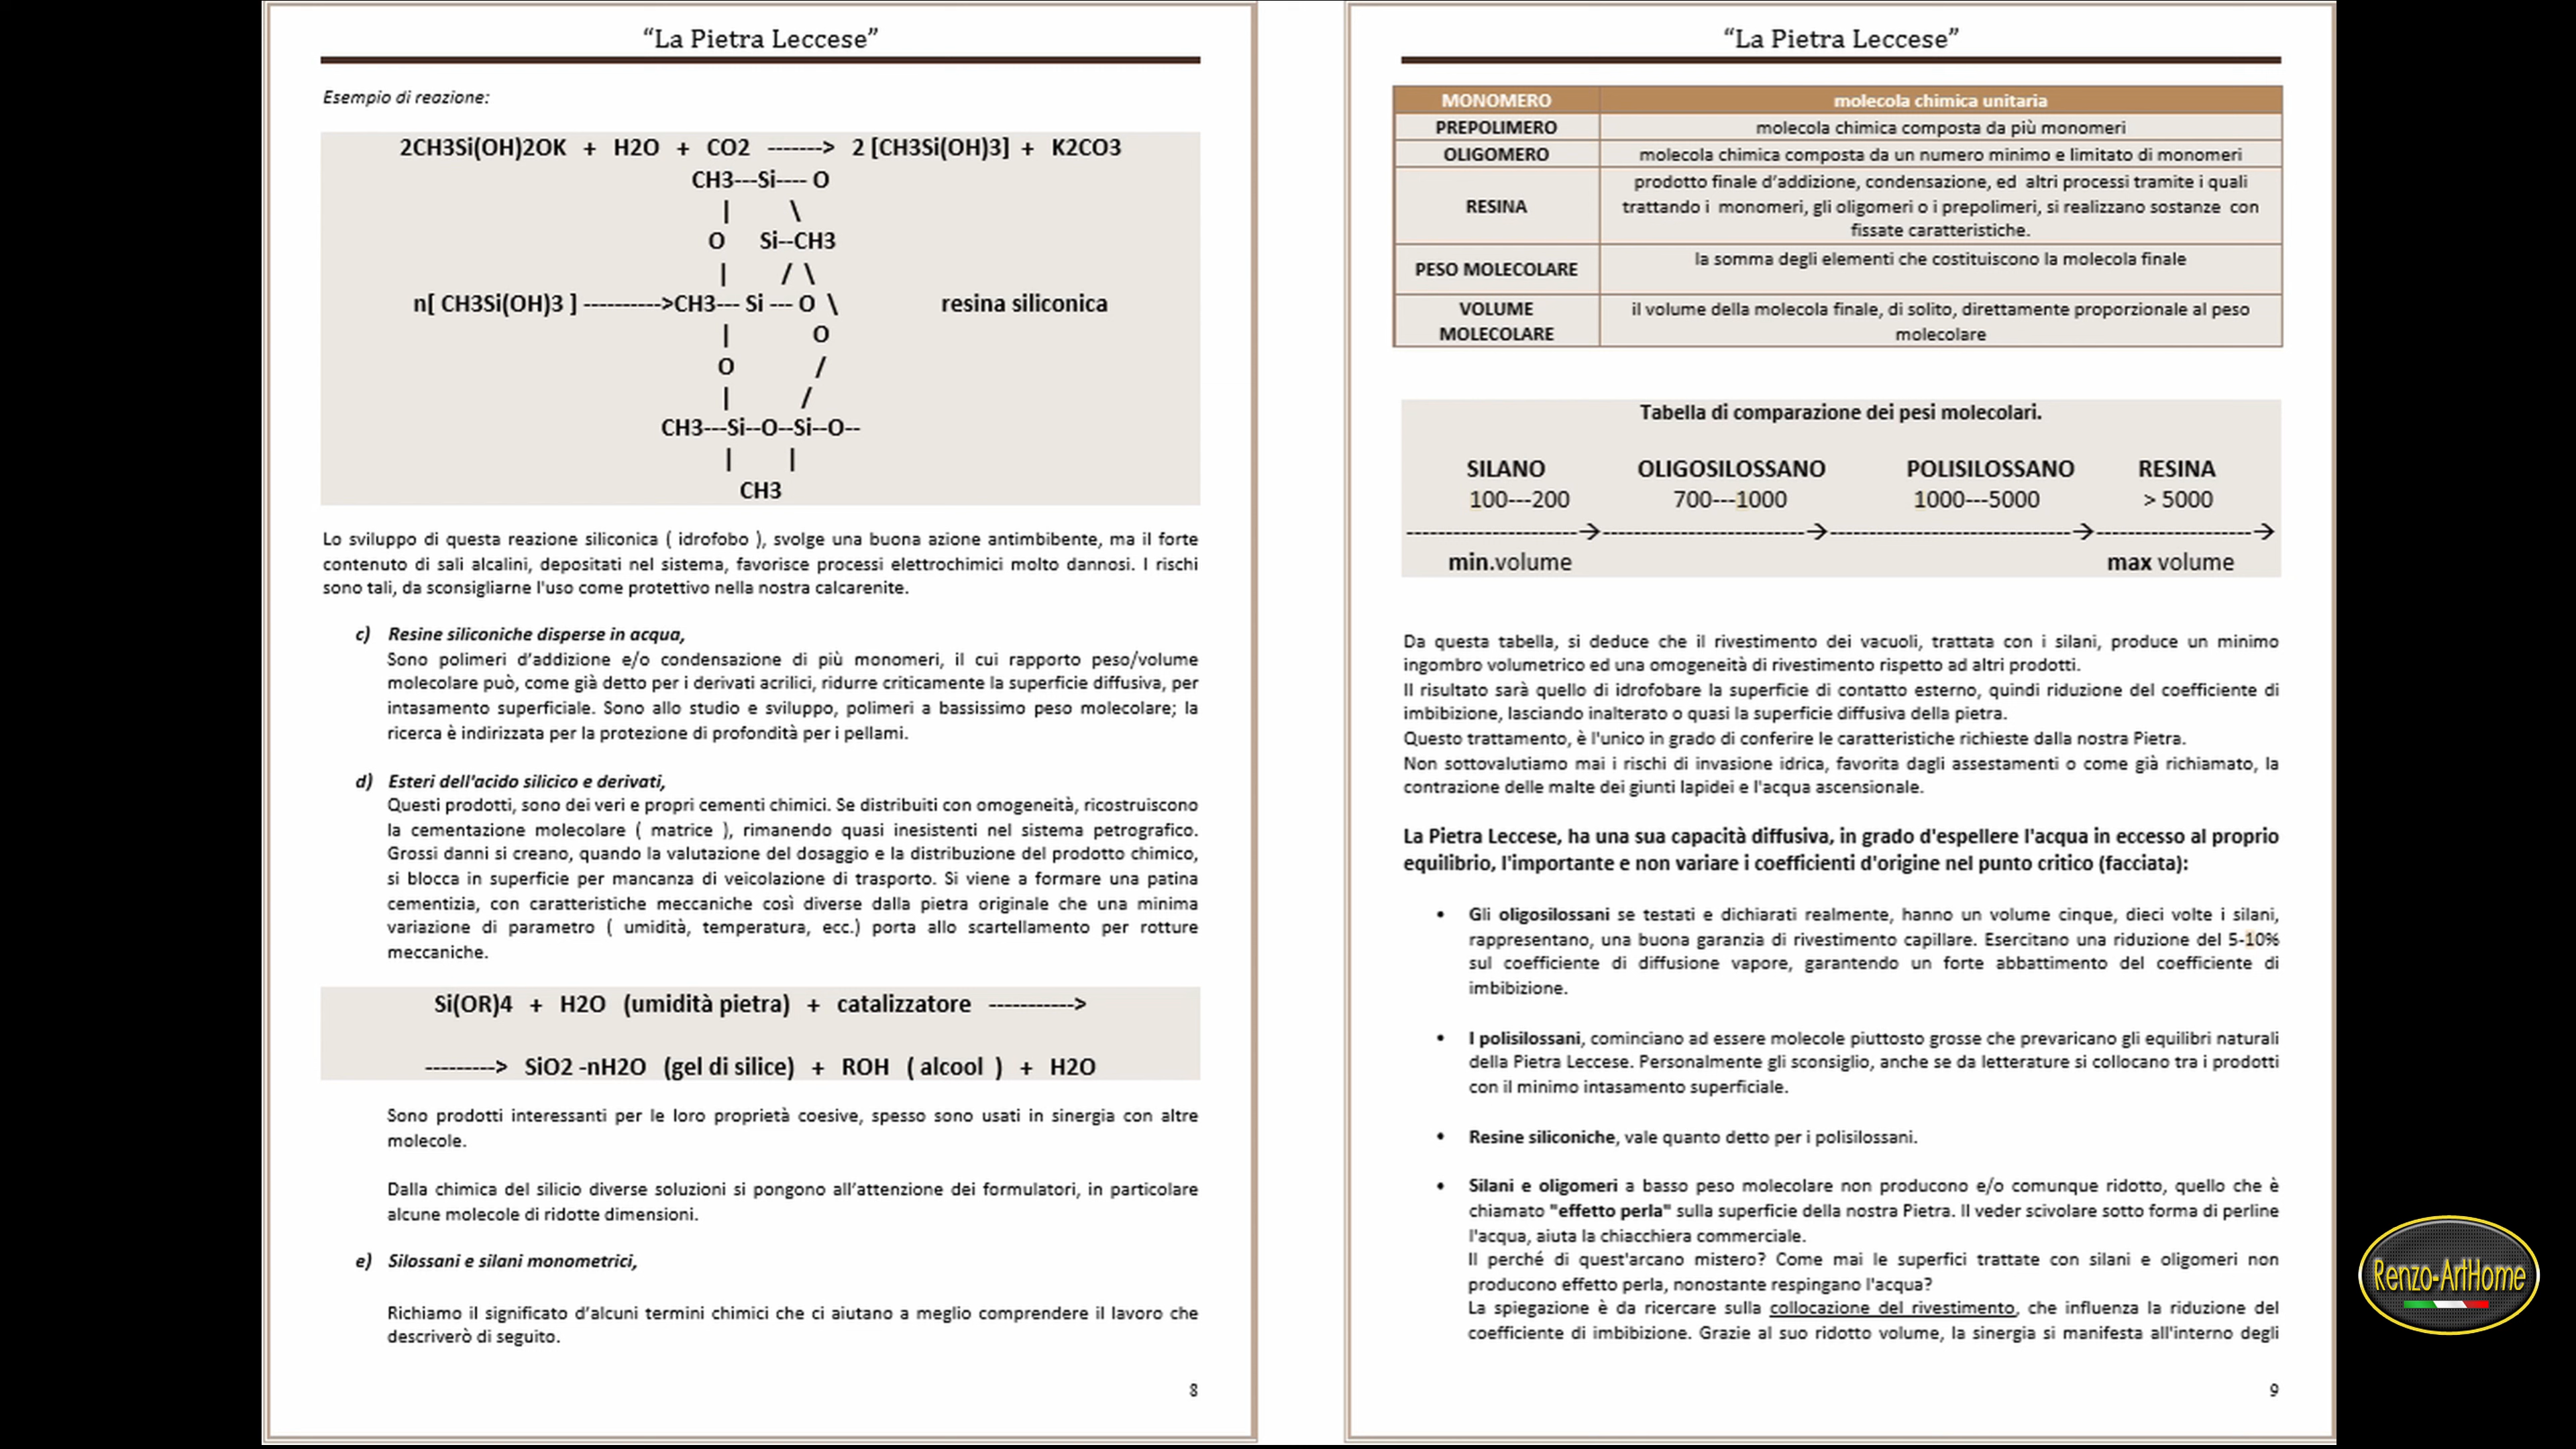 “La Pietra Leccese”
Esempio di reazione:
2CH3Si(OH)2OK + H2O + CO2 -------> 2 [CH3Si(OH)3] + K2CO3
CH3---Si---- O
| \
O Si--CH3
| / \
n[ CH3Si(OH)3 ] ---------->CH3--- Si --- O \ resina siliconica
| O
O /
| /
CH3---Si--O--Si--O--
| |
CH3
Lo sviluppo di questa reazione siliconica ( idrofobo ), svolge una buona azione antimbibente, ma il forte
contenuto di sali alcalini, depositati nel sistema, favorisce processi elettrochimici molto dannosi. I rischi
sono tali, da sconsigliarne l'uso come protettivo nella nostra calcarenite.
c) Resine siliconiche disperse in acqua,
Sono polimeri d’addizione e/o condensazione di più monomeri, il cui rapporto peso/volume
molecolare può, come già detto per i derivati acrilici, ridurre criticamente la superficie diffusiva, per
intasamento superficiale. Sono allo studio e sviluppo, polimeri a bassissimo peso molecolare; la
ricerca è indirizzata per la protezione di profondità per i pellami.
d) Esteri dell'acido silicico e derivati,
Questi prodotti, sono dei veri e propri cementi chimici. Se distribuiti con omogeneità, ricostruiscono
la cementazione molecolare ( matrice ), rimanendo quasi inesistenti nel sistema petrografico.
Grossi danni si creano, quando la valutazione del dosaggio e la distribuzione del prodotto chimico,
si blocca in superficie per mancanza di veicolazione di trasporto. Si viene a formare una patina
cementizia, con caratteristiche meccaniche così diverse dalla pietra originale che una minima
variazione di parametro ( umidità, temperatura, ecc.) porta allo scartellamento per rotture
meccaniche.
Si(OR)4 + H2O (umidità pietra) + catalizzatore ----------->
---------> SiO2 -nH2O (gel di silice) + ROH ( alcool ) + H2O
Sono prodotti interessanti per le loro proprietà coesive, spesso sono usati in sinergia con altre
molecole.
Dalla chimica del silicio diverse soluzioni si pongono all’attenzione dei formulatori, in particolare
alcune molecole di ridotte dimensioni.
e) Silossani e silani monometrici,
Richiamo il significato d’alcuni termini chimici che ci aiutano a meglio comprendere il lavoro che
descriverò di seguito.
8
“La Pietra Leccese”
MONOMERO molecola chimica unitaria
PREPOLIMERO molecola chimica composta da più monomeri
OLIGOMERO molecola chimica composta da un numero minimo e limitato di monomeri
RESINA prodotto finale d’addizione, condensazione, ed altri processi tramite i quali
trattando i monomeri, gli oligomeri o i prepolimeri, si realizzano sostanze con
fissate caratteristiche.
PESO MOLECOLARE la somma degli elementi che costituiscono la molecola finale
VOLUME MOLECOLARE il volume della molecola finale, di solito, direttamente proporzionale al peso
molecolare
Tabella di comparazione dei pesi molecolari.
SILANO OLIGOSILOSSANO POLISILOSSANO RESINA
100---200 700---1000 1000---5000 > 5000
----------------------→--------------------------→------------------------------→--------------------→
min.volume max volume
Da questa tabella, si deduce che il rivestimento dei vacuoli, trattata con i silani, produce un minimo
ingombro volumetrico ed una omogeneità di rivestimento rispetto ad altri prodotti.
Il risultato sarà quello di idrofobare la superficie di contatto esterno, quindi riduzione del coefficiente di
imbibizione, lasciando inalterato o quasi la superficie diffusiva della pietra.
Questo trattamento, è l'unico in grado di conferire le caratteristiche richieste dalla nostra Pietra.
Non sottovalutiamo mai i rischi di invasione idrica, favorita dagli assestamenti o come già richiamato, la
contrazione delle malte dei giunti lapidei e l'acqua ascensionale.
La Pietra Leccese, ha una sua capacità diffusiva, in grado d'espellere l'acqua in eccesso al proprio
equilibrio, l'importante e non variare i coefficienti d'origine nel punto critico (facciata):
• Gli oligosilossani se testati e dichiarati realmente, hanno un volume cinque, dieci volte i silani,
rappresentano, una buona garanzia di rivestimento capillare. Esercitano una riduzione del 5-10%
sul coefficiente di diffusione vapore, garantendo un forte abbattimento del coefficiente di
imbibizione.
• I polisilossani, cominciano ad essere molecole piuttosto grosse che prevaricano gli equilibri naturali
della Pietra Leccese. Personalmente gli sconsiglio, anche se da letterature si collocano tra i prodotti
con il minimo intasamento superficiale.
• Resine siliconiche, vale quanto detto per i polisilossani.
• Silani e oligomeri a basso peso molecolare non producono e/o comunque ridotto, quello che è
chiamato "effetto perla" sulla superficie della nostra Pietra. Il veder scivolare sotto forma di perline
l'acqua, aiuta la chiacchiera commerciale.
Il perché di quest'arcano mistero? Come mai le superfici trattate con silani e oligomeri non
producono effetto perla, nonostante respingano l'acqua?
La spiegazione è da ricercare sulla collocazione del rivestimento, che influenza la riduzione del
coefficiente di imbibizione. Grazie al suo ridotto volume, la sinergia si manifesta all'interno degli
9
Renzo-ArtHome